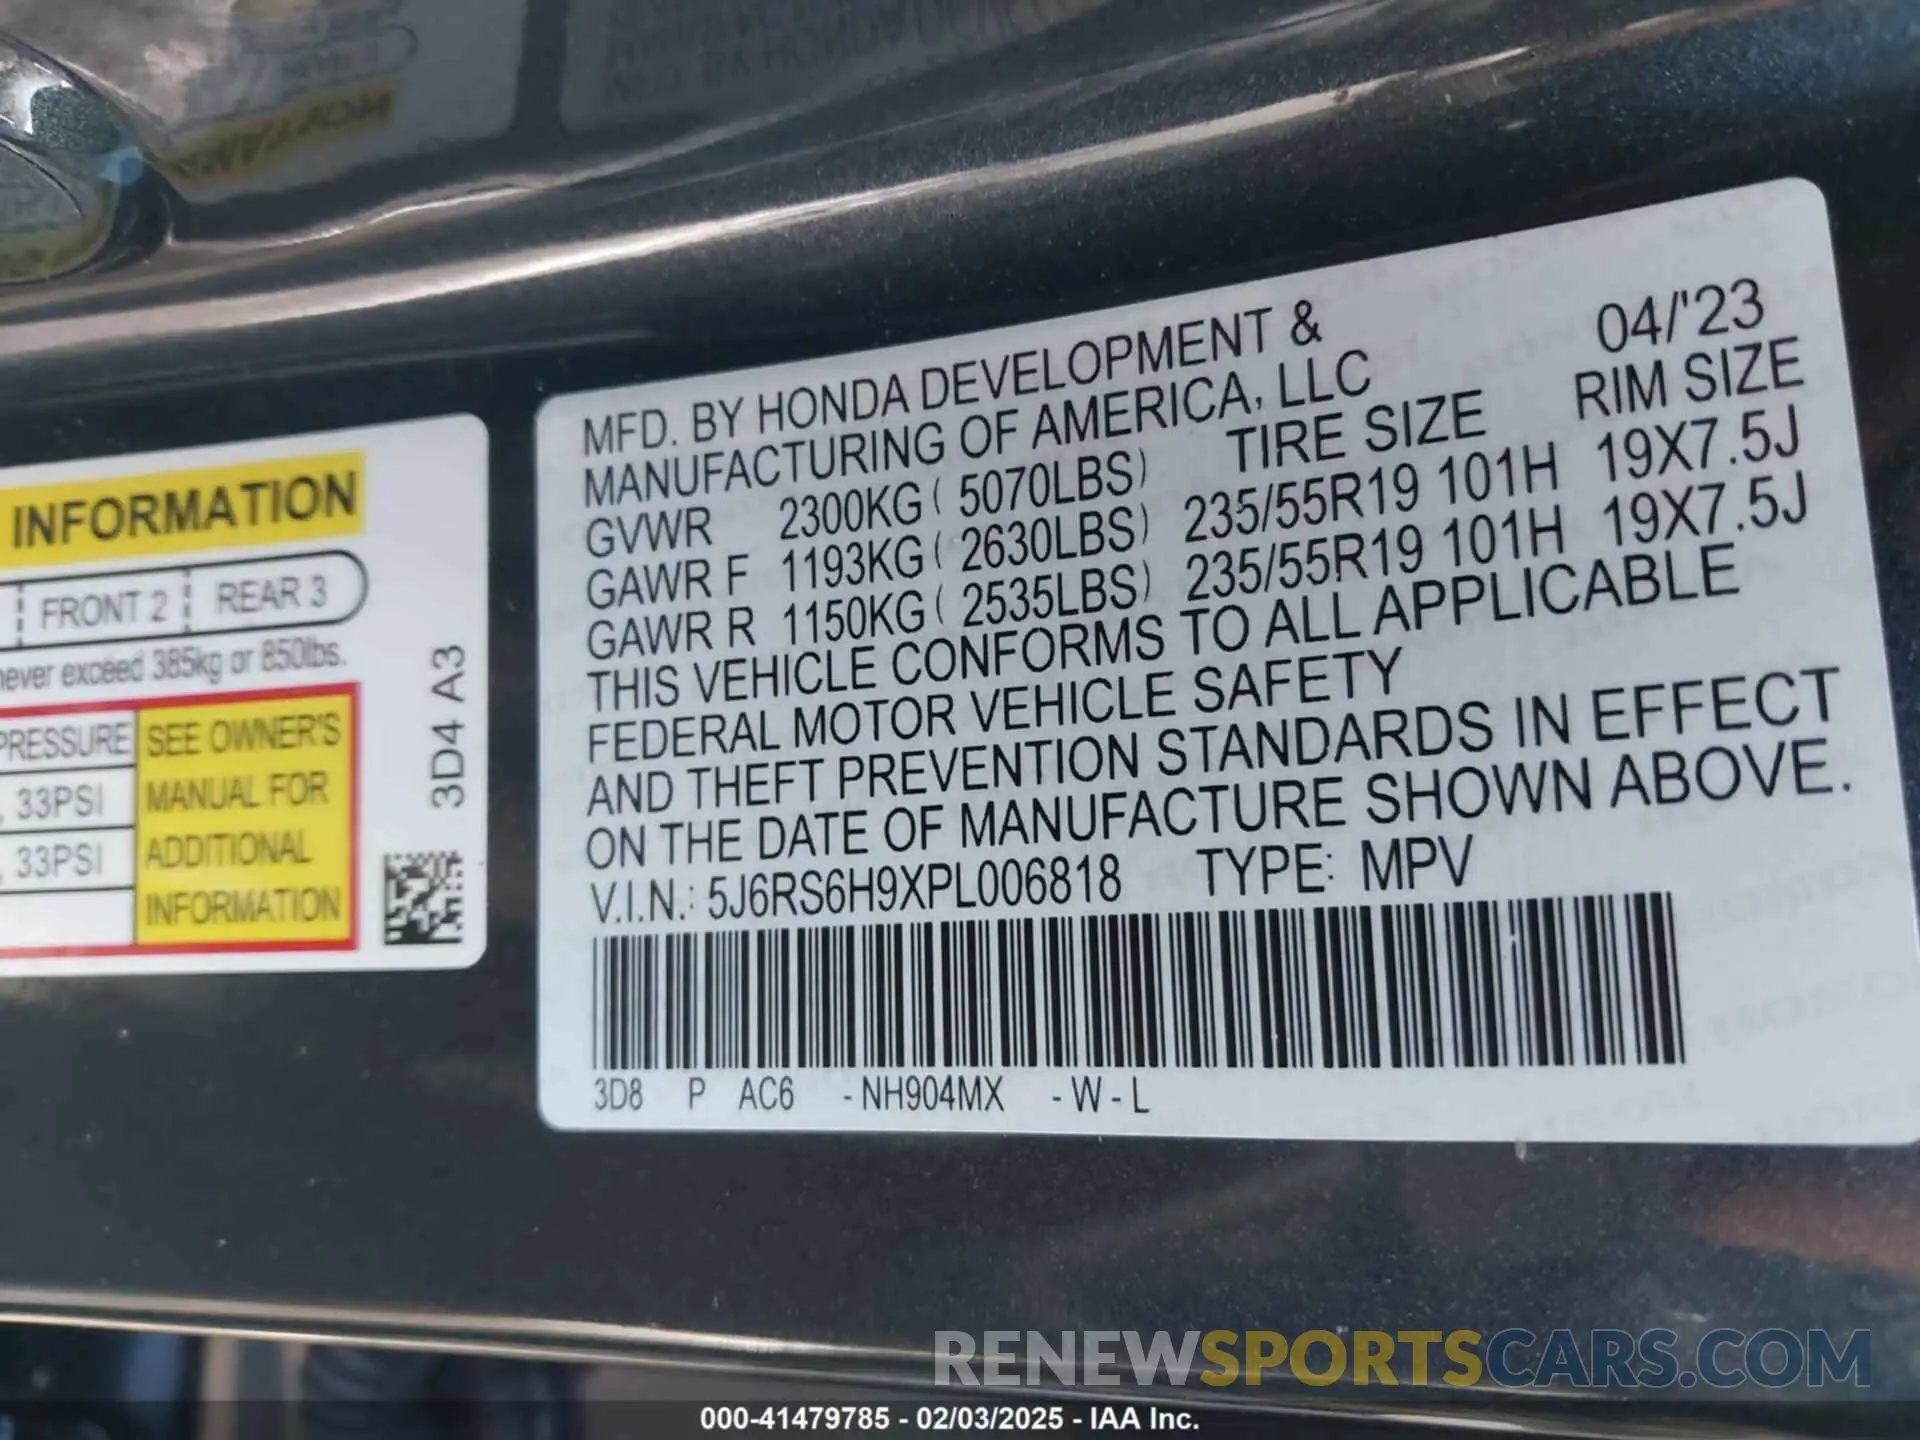 INFORMATION
FRONT 2 REAR 3
never exceed 385kg or 850lbs.
PRESSURE SEE OWNER'S
, 33PSI MANUAL FOR
, 33PSI ADDITIONAL
INFORMATION
3D4 A3
04/'23
MFD. BY HONDA DEVELOPMENT &
MANUFACTURING OF AMERICA, LLC
GVWR 2300KG ( 5070LBS) TIRE SIZE RIM SIZE
GAWR F 1193KG ( 2630LBS) 235/55R19 101H 19X7.5J
GAWR R 1150KG ( 2535LBS) 235/55R19 101H 19X7.5J
THIS VEHICLE CONFORMS TO ALL APPLICABLE
FEDERAL MOTOR VEHICLE SAFETY
AND THEFT PREVENTION STANDARDS IN EFFECT
ON THE DATE OF MANUFACTURE SHOWN ABOVE.
V.I.N.: 5J6RS6H9XPL006818 TYPE: MPV
3D8 P AC6 -NH904MX -W-L
RENEWSPORTSCARS.COM
000-41479785 - 02/03/2025 - IAA Inc.